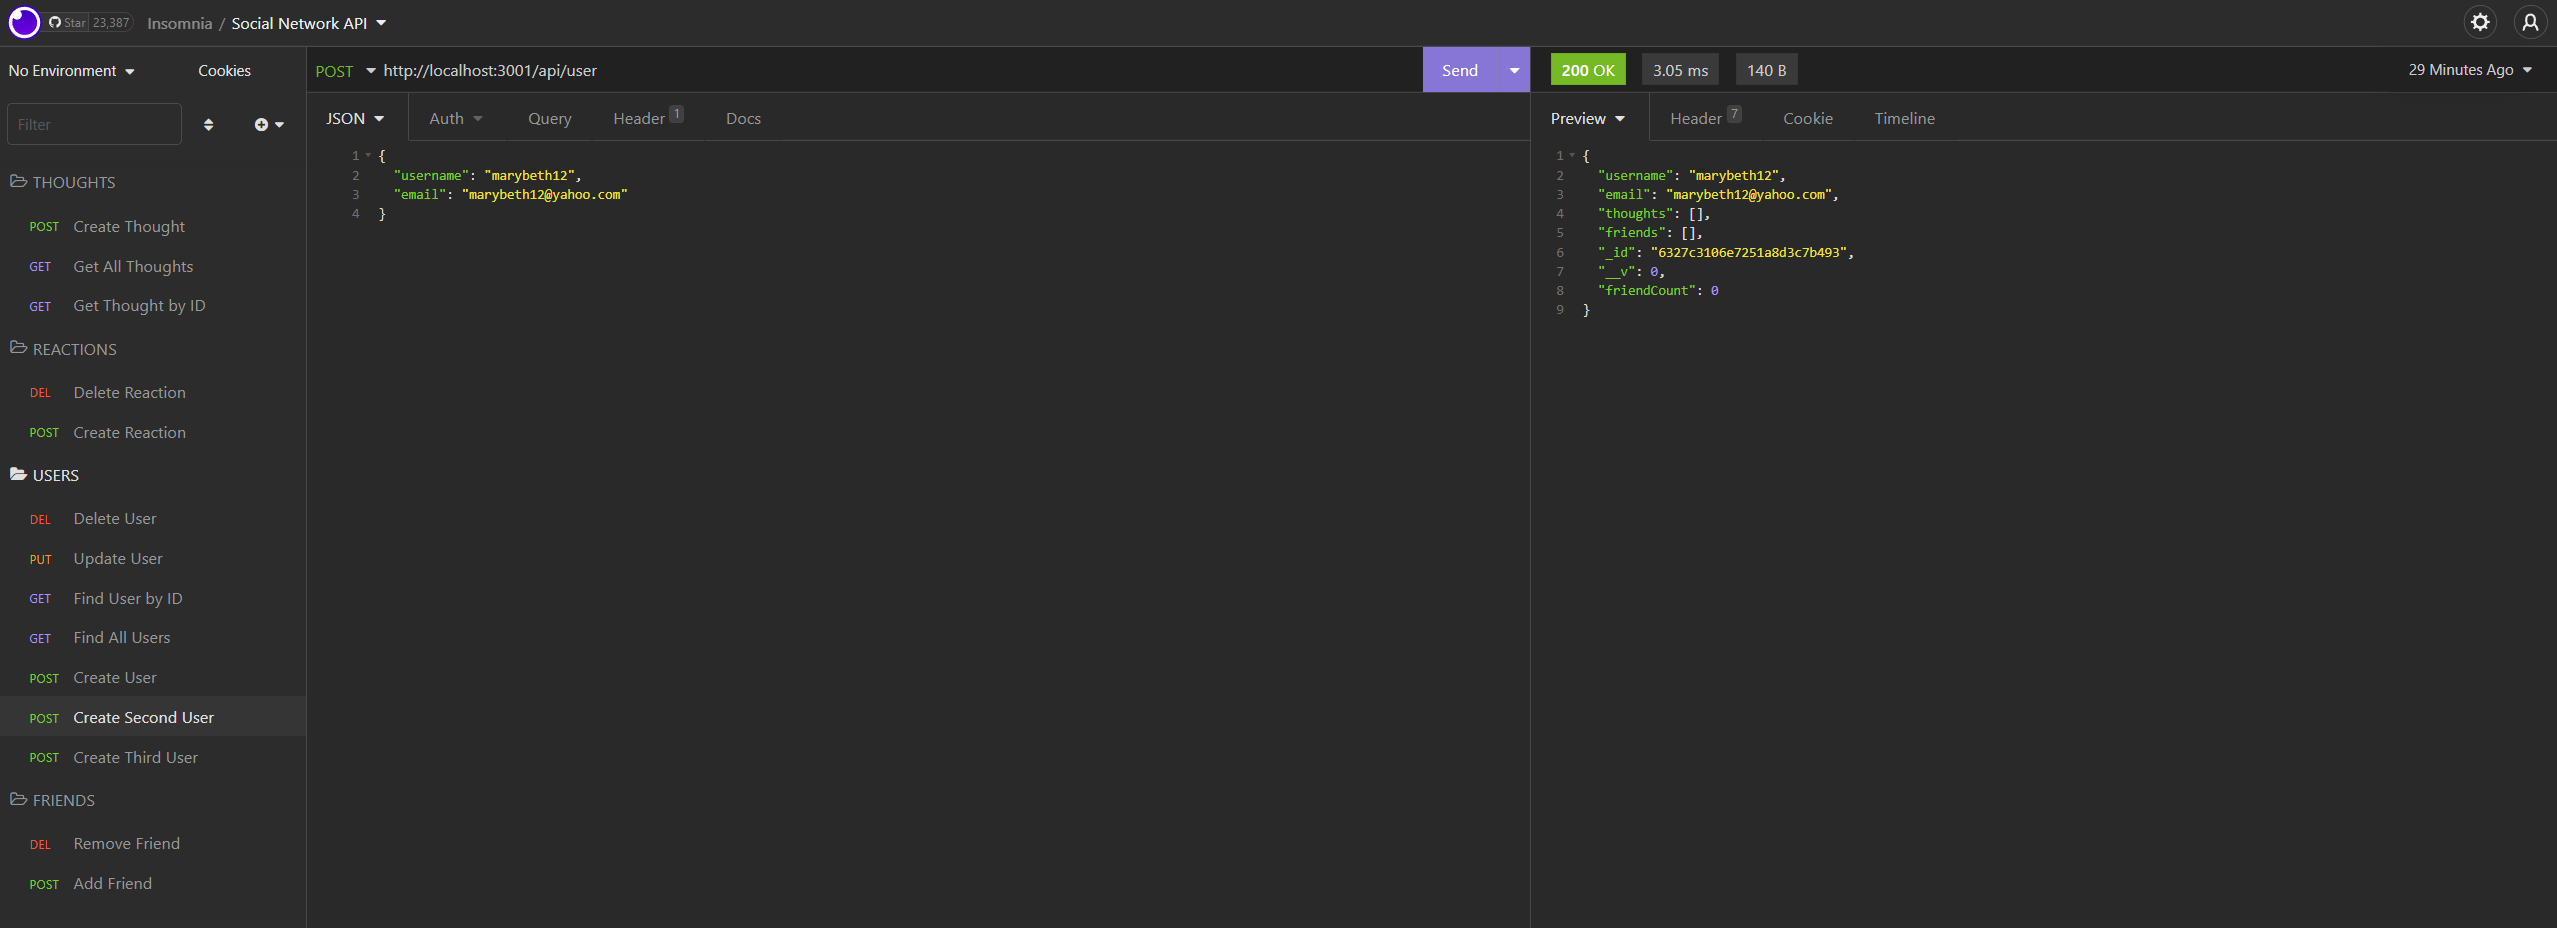 Star 23,387 Insomnia / Social Network API
No Environment Cookies
Filter
THOUGHTS
POST Create Thought
GET Get All Thoughts
GET Get Thought by ID
REACTIONS
DEL Delete Reaction
POST Create Reaction
USERS
DEL Delete User
PUT Update User
GET Find User by ID
GET Find All Users
POST Create User
POST Create Second User
POST Create Third User
FRIENDS
DEL Remove Friend
POST Add Friend
POST http://localhost:3001/api/user Send
JSON Auth Query Header 1 Docs
1 {
2 "username": "marybeth12",
3 "email": "marybeth12@yahoo.com"
4 }
200 OK 3.05 ms 140 B 29 Minutes Ago
Preview Header 7 Cookie Timeline
1 {
2 "username": "marybeth12",
3 "email": "marybeth12@yahoo.com",
4 "thoughts": [],
5 "friends": [],
6 "_id": "6327c3106e7251a8d3c7b493",
7 "__v": 0,
8 "friendCount": 0
9 }